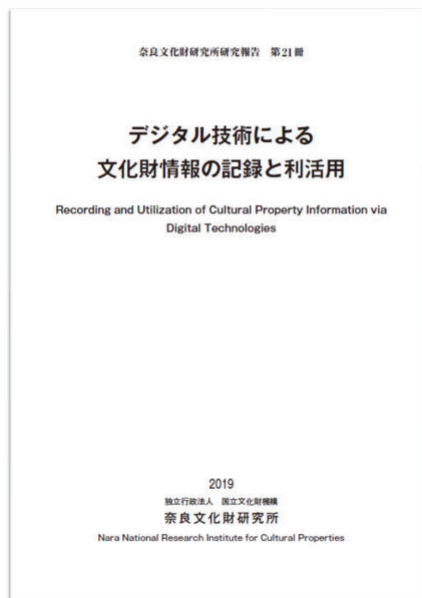 奈良文化財研究所研究報告 第21冊
デジタル技術による
文化財情報の記録と利活用
Recording and Utilization of Cultural Property Information via
Digital Technologies
2019
独立行政法人 国立文化財機構
奈良文化財研究所
Nara National Research Institute for Cultural Properties